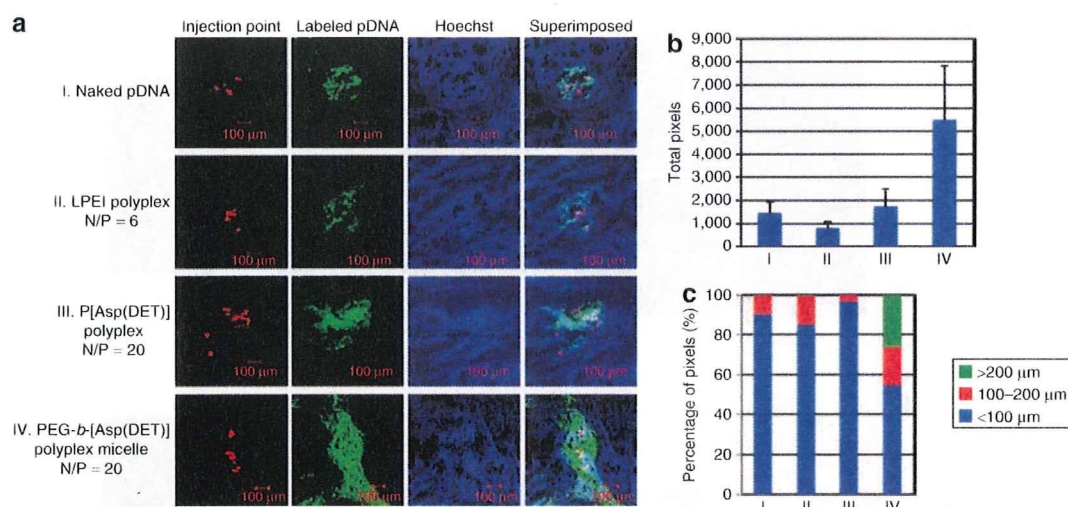 a
Injection point Labeled pDNA Hoechst Superimposed
I. Naked pDNA
100 µm 100 µm 100 µm 100 µm
II. LPEI polyplex
N/P = 6
100 µm 100 µm 100 µm 100 µm
III. P[Asp(DET)]
polyplex
N/P = 20
100 µm 100 µm 100 µm 100 µm
IV. PEG-b-[Asp(DET)]
polyplex micelle
N/P = 20
100 µm 100 µm 100 µm 100 µm
b
Total pixels
9,000
8,000
7,000
6,000
5,000
4,000
3,000
2,000
1,000
0
I II III IV
c
Percentage of pixels (%)
100
80
60
40
20
0
I II III IV
>200 µm
100–200 µm
<100 µm